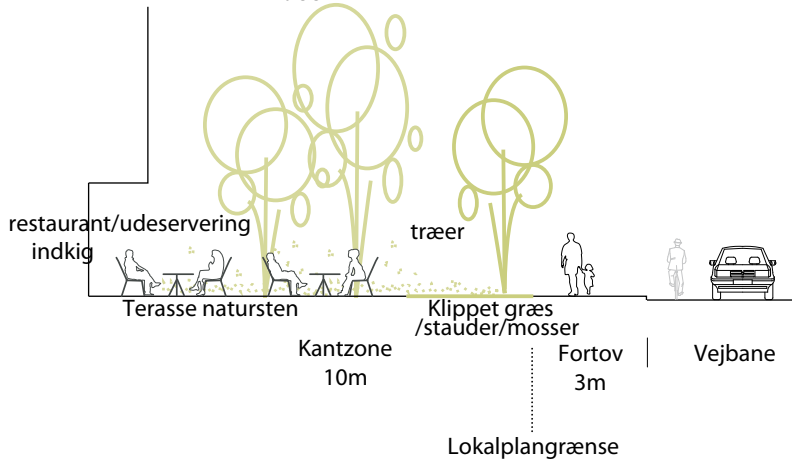 restaurant/udeservering
indkig
træer
Terasse natursten
Klippet græs
/stauder/mosser
Kantzone
10m
Fortov
3m
Vejbane
Lokalplangrænse